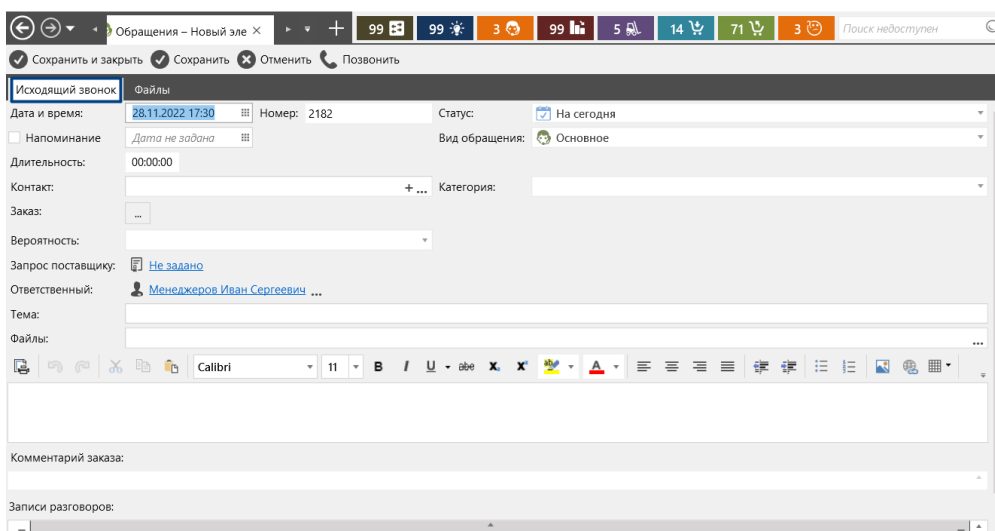 Обращения – Новый эле
99
99
3
99
5
14
71
3
Поиск недоступен
Сохранить и закрыть
Сохранить
Отменить
Позвонить
Исходящий звонок
Файлы
Дата и время: 28.11.2022 17:30 Номер: 2182 Статус: На сегодня
Напоминание Дата не задана Вид обращения: Основное
Длительность: 00:00:00
Контакт: + ... Категория:
Заказ: ...
Вероятность:
Запрос поставщику: Не задано
Ответственный: Менеджеров Иван Сергеевич ...
Тема:
Файлы: ...
Calibri 11 B I U abc X. X° A
Комментарий заказа:
Записи разговоров: